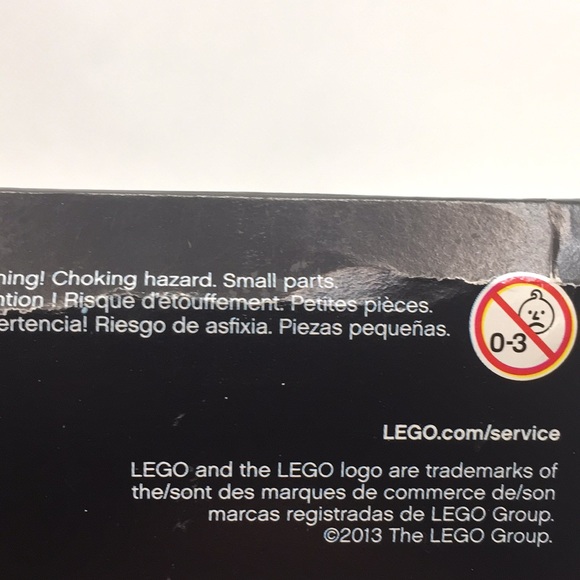 ning! Choking hazard. Small parts.
ntion ! Risque d'étouffement. Petites pièces.
ertencia! Riesgo de asfixia. Piezas pequeñas.
0-3
LEGO.com/service
LEGO and the LEGO logo are trademarks of
the/sont des marques de commerce de/son
marcas registradas de LEGO Group.
©2013 The LEGO Group.